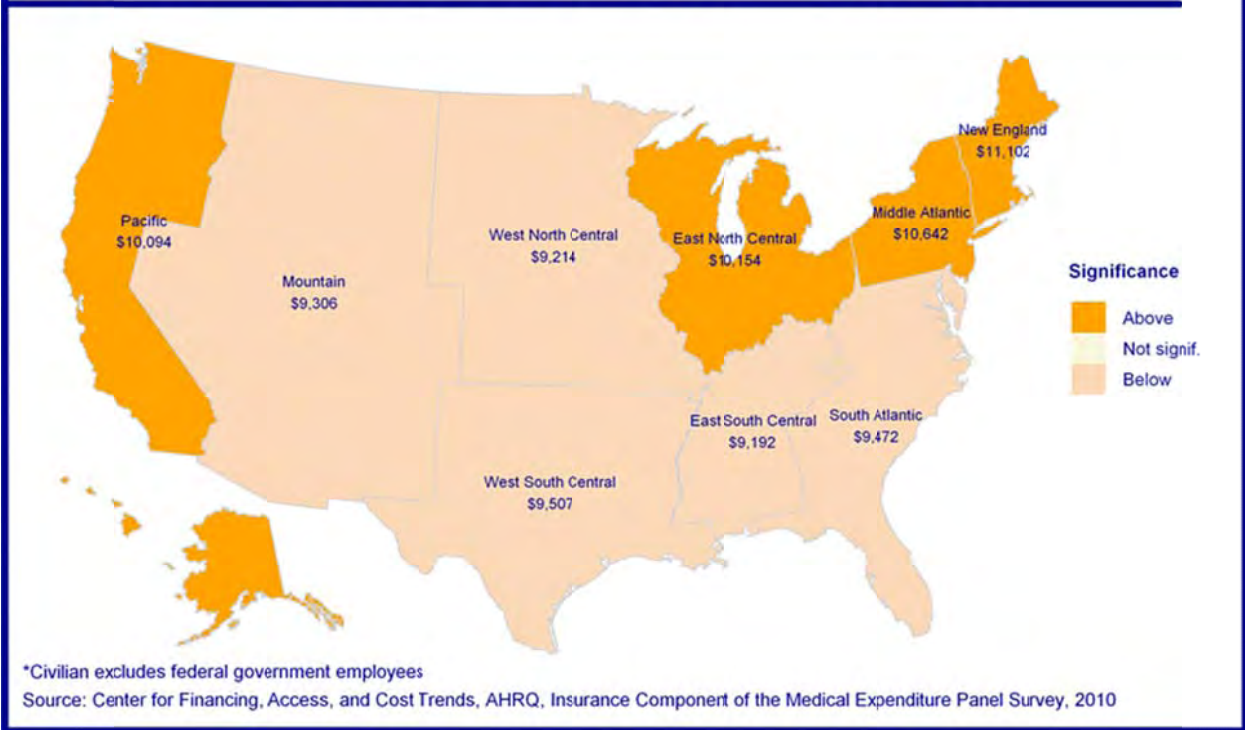 New England
$11,102
Pacific
$10,094
Middle Atlantic
$10,642
West North Central
$9,214
East North Central
$10,154
Mountain
$9,306
Significance
Above
Not signif.
Below
East South Central
$9,192
South Atlantic
$9,472
West South Central
$9,507
*Civilian excludes federal government employees
Source: Center for Financing, Access, and Cost Trends, AHRQ, Insurance Component of the Medical Expenditure Panel Survey, 2010